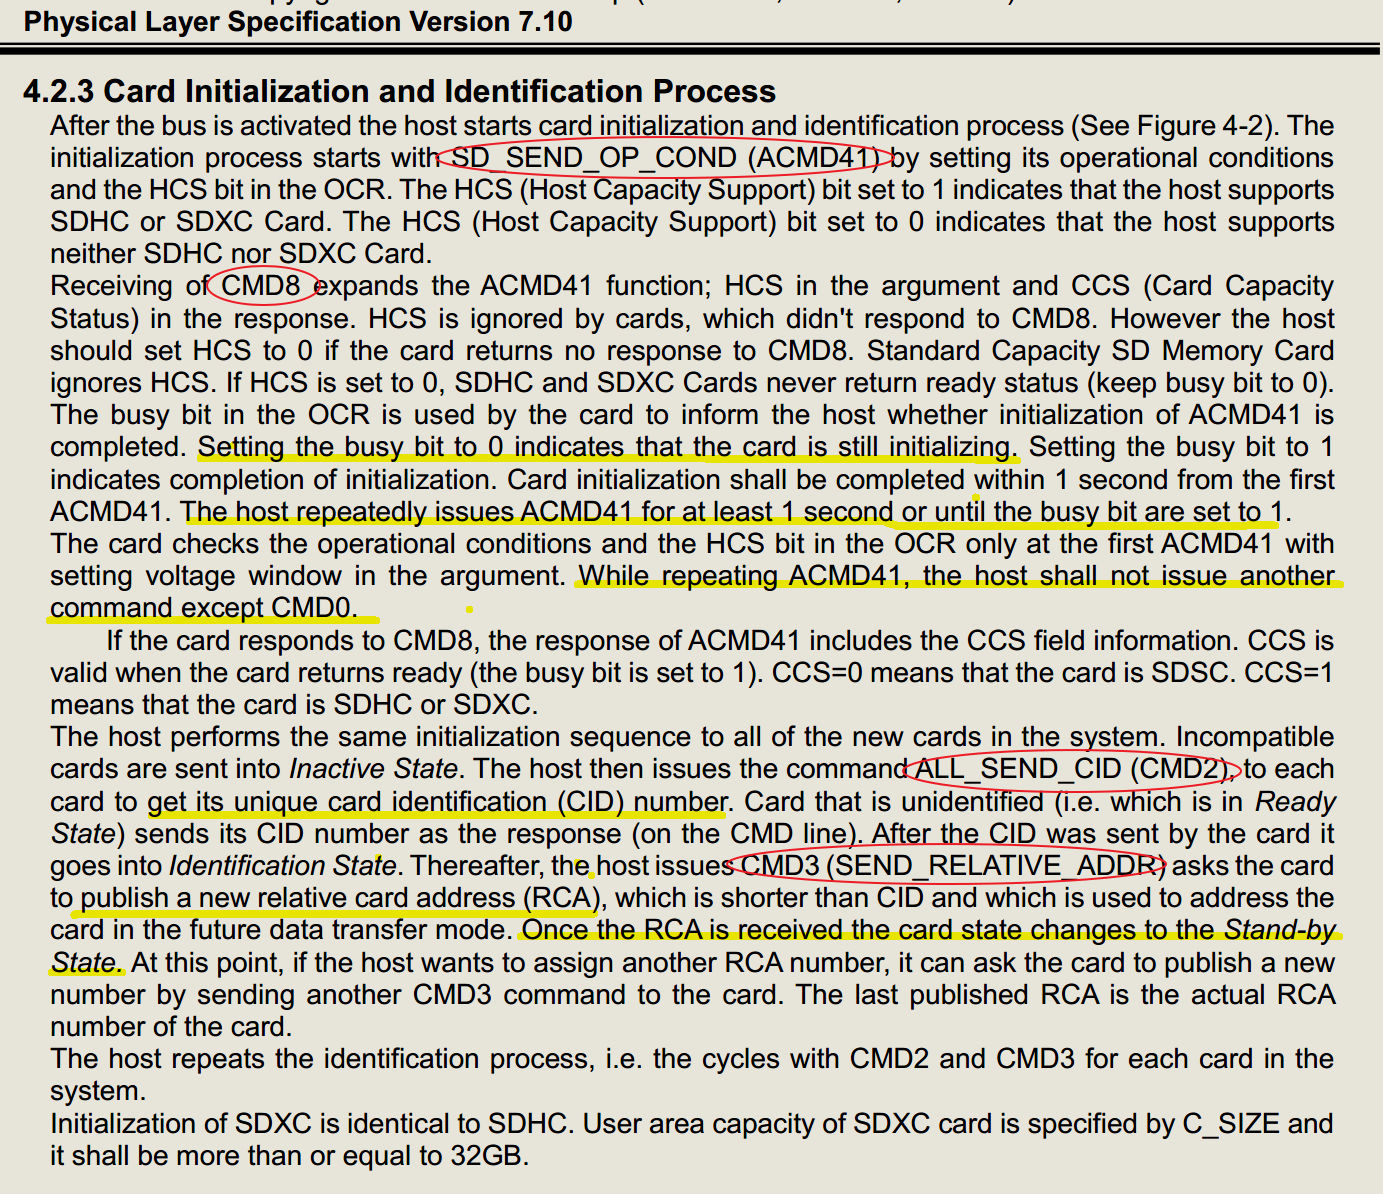 Physical Layer Specification Version 7.10
4.2.3 Card Initialization and Identification Process
After the bus is activated the host starts card initialization and identification process (See Figure 4-2). The
initialization process starts with SD_SEND_OP_COND (ACMD41) by setting its operational conditions
and the HCS bit in the OCR. The HCS (Host Capacity Support) bit set to 1 indicates that the host supports
SDHC or SDXC Card. The HCS (Host Capacity Support) bit set to 0 indicates that the host supports
neither SDHC nor SDXC Card.
Receiving of CMD8 expands the ACMD41 function; HCS in the argument and CCS (Card Capacity
Status) in the response. HCS is ignored by cards, which didn't respond to CMD8. However the host
should set HCS to 0 if the card returns no response to CMD8. Standard Capacity SD Memory Card
ignores HCS. If HCS is set to 0, SDHC and SDXC Cards never return ready status (keep busy bit to 0).
The busy bit in the OCR is used by the card to inform the host whether initialization of ACMD41 is
completed. Setting the busy bit to 0 indicates that the card is still initializing. Setting the busy bit to 1
indicates completion of initialization. Card initialization shall be completed within 1 second from the first
ACMD41. The host repeatedly issues ACMD41 for at least 1 second or until the busy bit are set to 1.
The card checks the operational conditions and the HCS bit in the OCR only at the first ACMD41 with
setting voltage window in the argument. While repeating ACMD41, the host shall not issue another
command except CMD0.
If the card responds to CMD8, the response of ACMD41 includes the CCS field information. CCS is
valid when the card returns ready (the busy bit is set to 1). CCS=0 means that the card is SDSC. CCS=1
means that the card is SDHC or SDXC.
The host performs the same initialization sequence to all of the new cards in the system. Incompatible
cards are sent into Inactive State. The host then issues the command ALL_SEND_CID (CMD2), to each
card to get its unique card identification (CID) number. Card that is unidentified (i.e. which is in Ready
State) sends its CID number as the response (on the CMD line). After the CID was sent by the card it
goes into Identification State. Thereafter, the host issues CMD3 (SEND_RELATIVE_ADDR) asks the card
to publish a new relative card address (RCA), which is shorter than CID and which is used to address the
card in the future data transfer mode. Once the RCA is received the card state changes to the Stand-by
State. At this point, if the host wants to assign another RCA number, it can ask the card to publish a new
number by sending another CMD3 command to the card. The last published RCA is the actual RCA
number of the card.
The host repeats the identification process, i.e. the cycles with CMD2 and CMD3 for each card in the
system.
Initialization of SDXC is identical to SDHC. User area capacity of SDXC card is specified by C_SIZE and
it shall be more than or equal to 32GB.